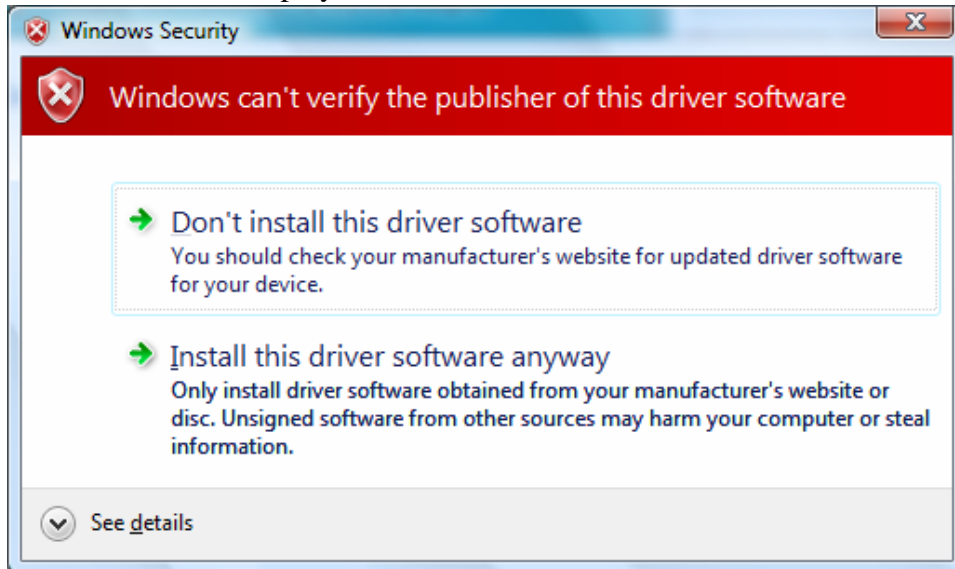 Windows Security
Windows can't verify the publisher of this driver software
Don't install this driver software
You should check your manufacturer's website for updated driver software
for your device.
Install this driver software anyway
Only install driver software obtained from your manufacturer's website or
disc. Unsigned software from other sources may harm your computer or steal
information.
See details